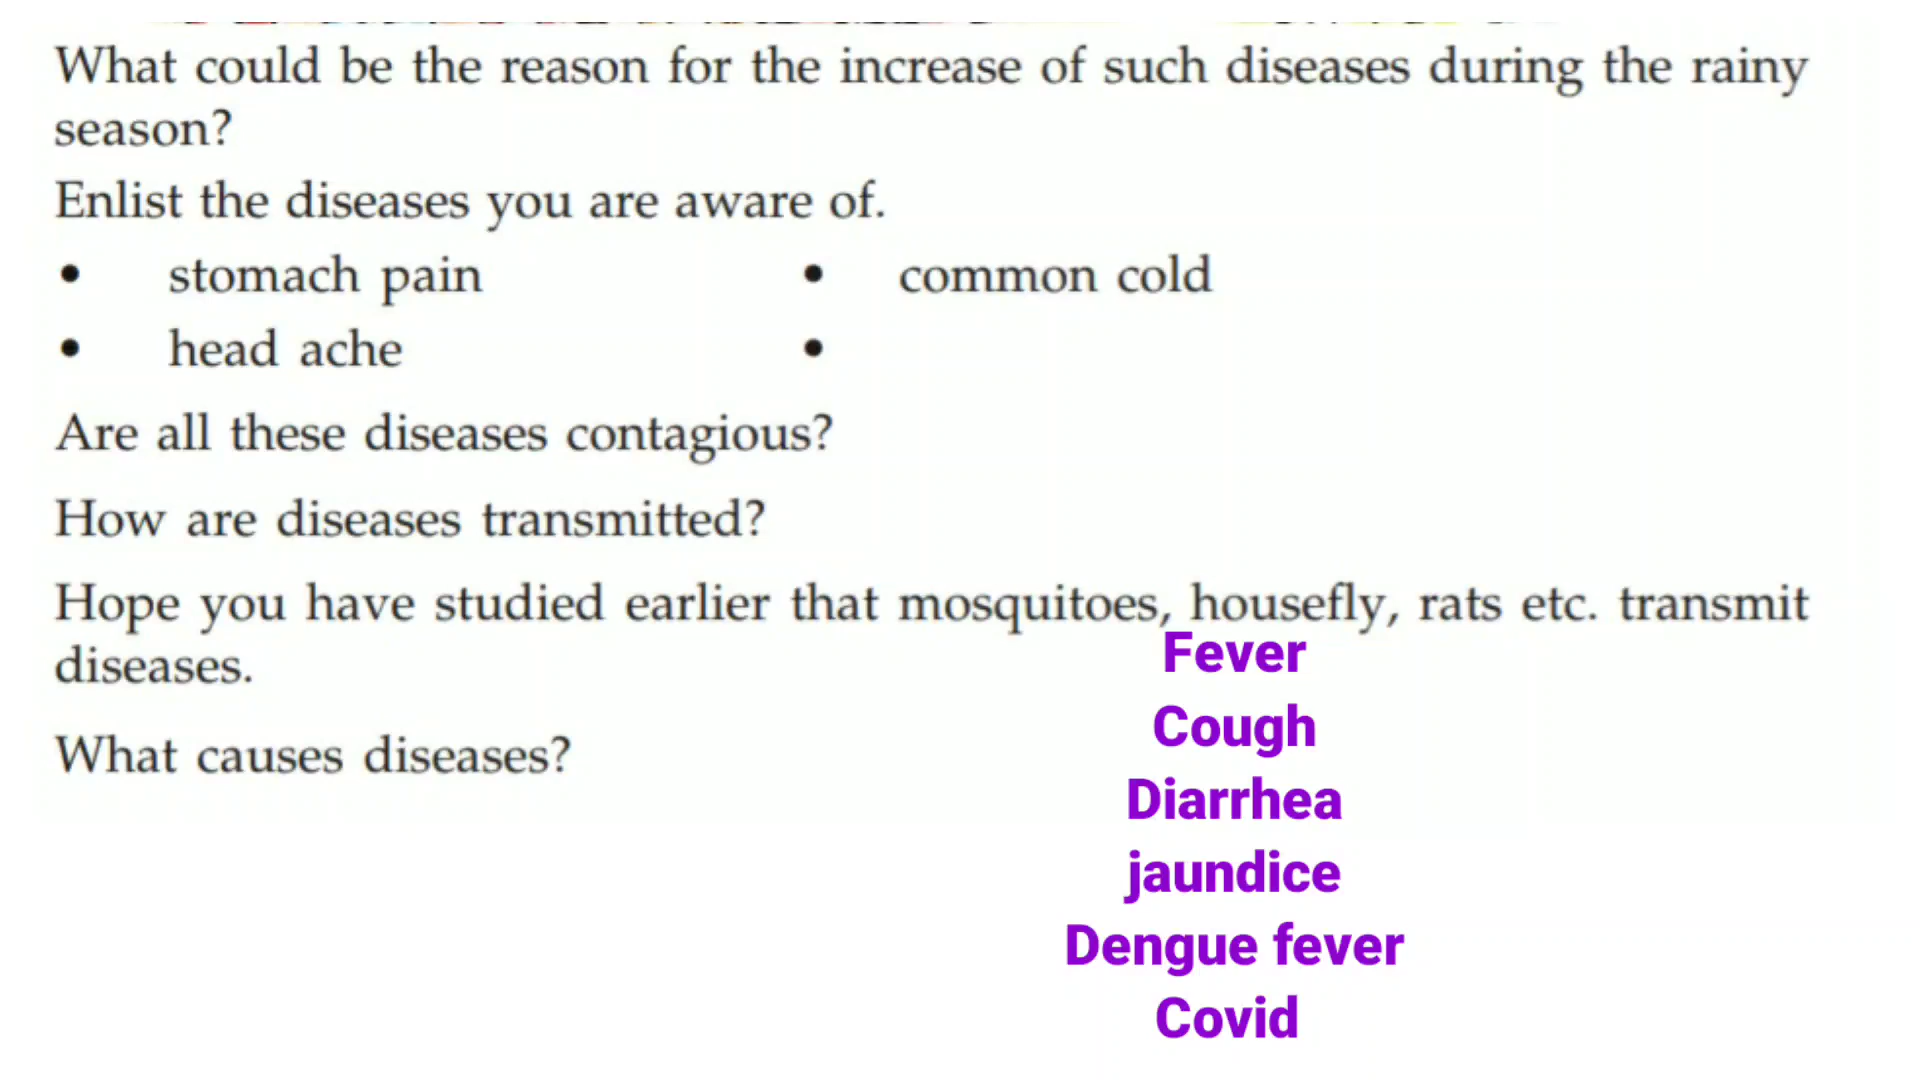 What could be the reason for the increase of such diseases during the rainy
season?
Enlist the diseases you are aware of.
• stomach pain • common cold
• head ache •
Are all these diseases contagious?
How are diseases transmitted?
Hope you have studied earlier that mosquitoes, housefly, rats etc. transmit
diseases.
What causes diseases?
Fever
Cough
Diarrhea
jaundice
Dengue fever
Covid